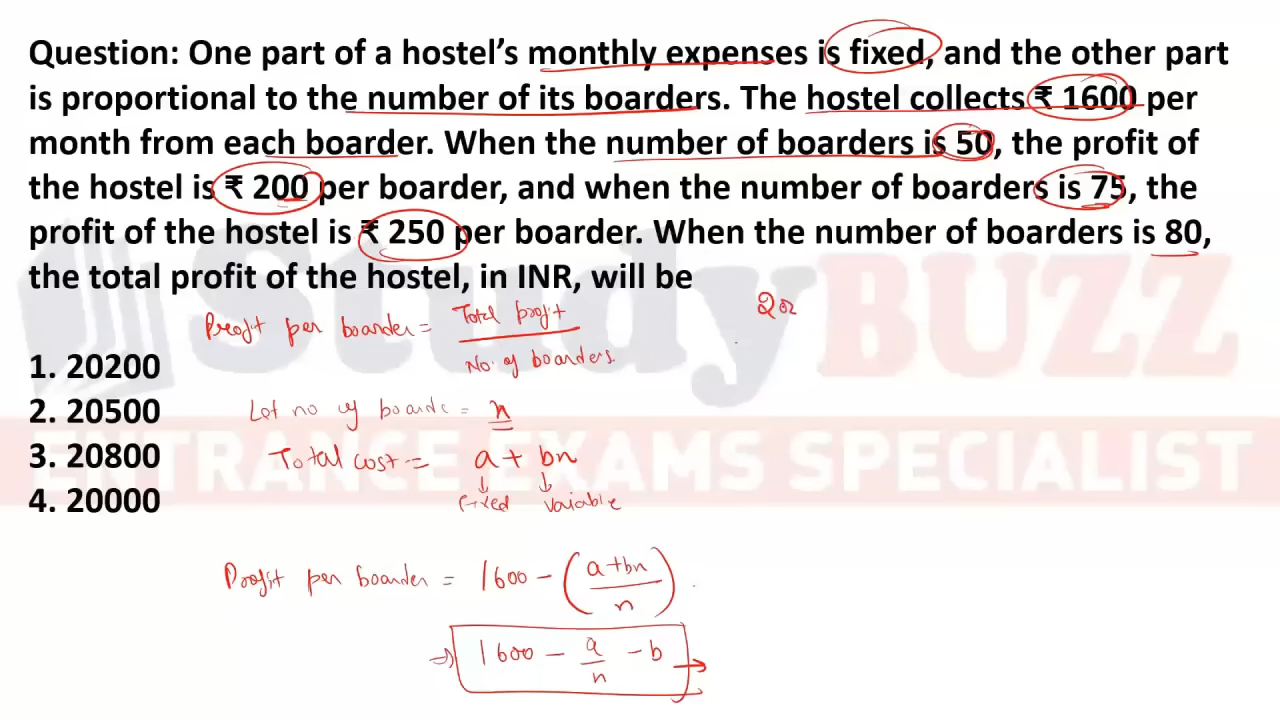 Question: One part of a hostel's monthly expenses is fixed, and the other part
is proportional to the number of its boarders. The hostel collects ₹ 1600 per
month from each boarder. When the number of boarders is 50, the profit of
the hostel is ₹ 200 per boarder, and when the number of boarders is 75, the
profit of the hostel is ₹ 250 per boarder. When the number of boarders is 80,
the total profit of the hostel, in INR, will be
StudyBUZZ
ENTRANCE EXAMS SPECIALIST
Profit per boarder = Total profit
No. of boarders.
1. 20200
2. 20500
3. 20800
4. 20000
Let no of boarde = n
Total cost = a + bn
Fixed Variable
Profit per boarder = 1600 - (a+bn / n)
⇒ 1600 - a/n - b →